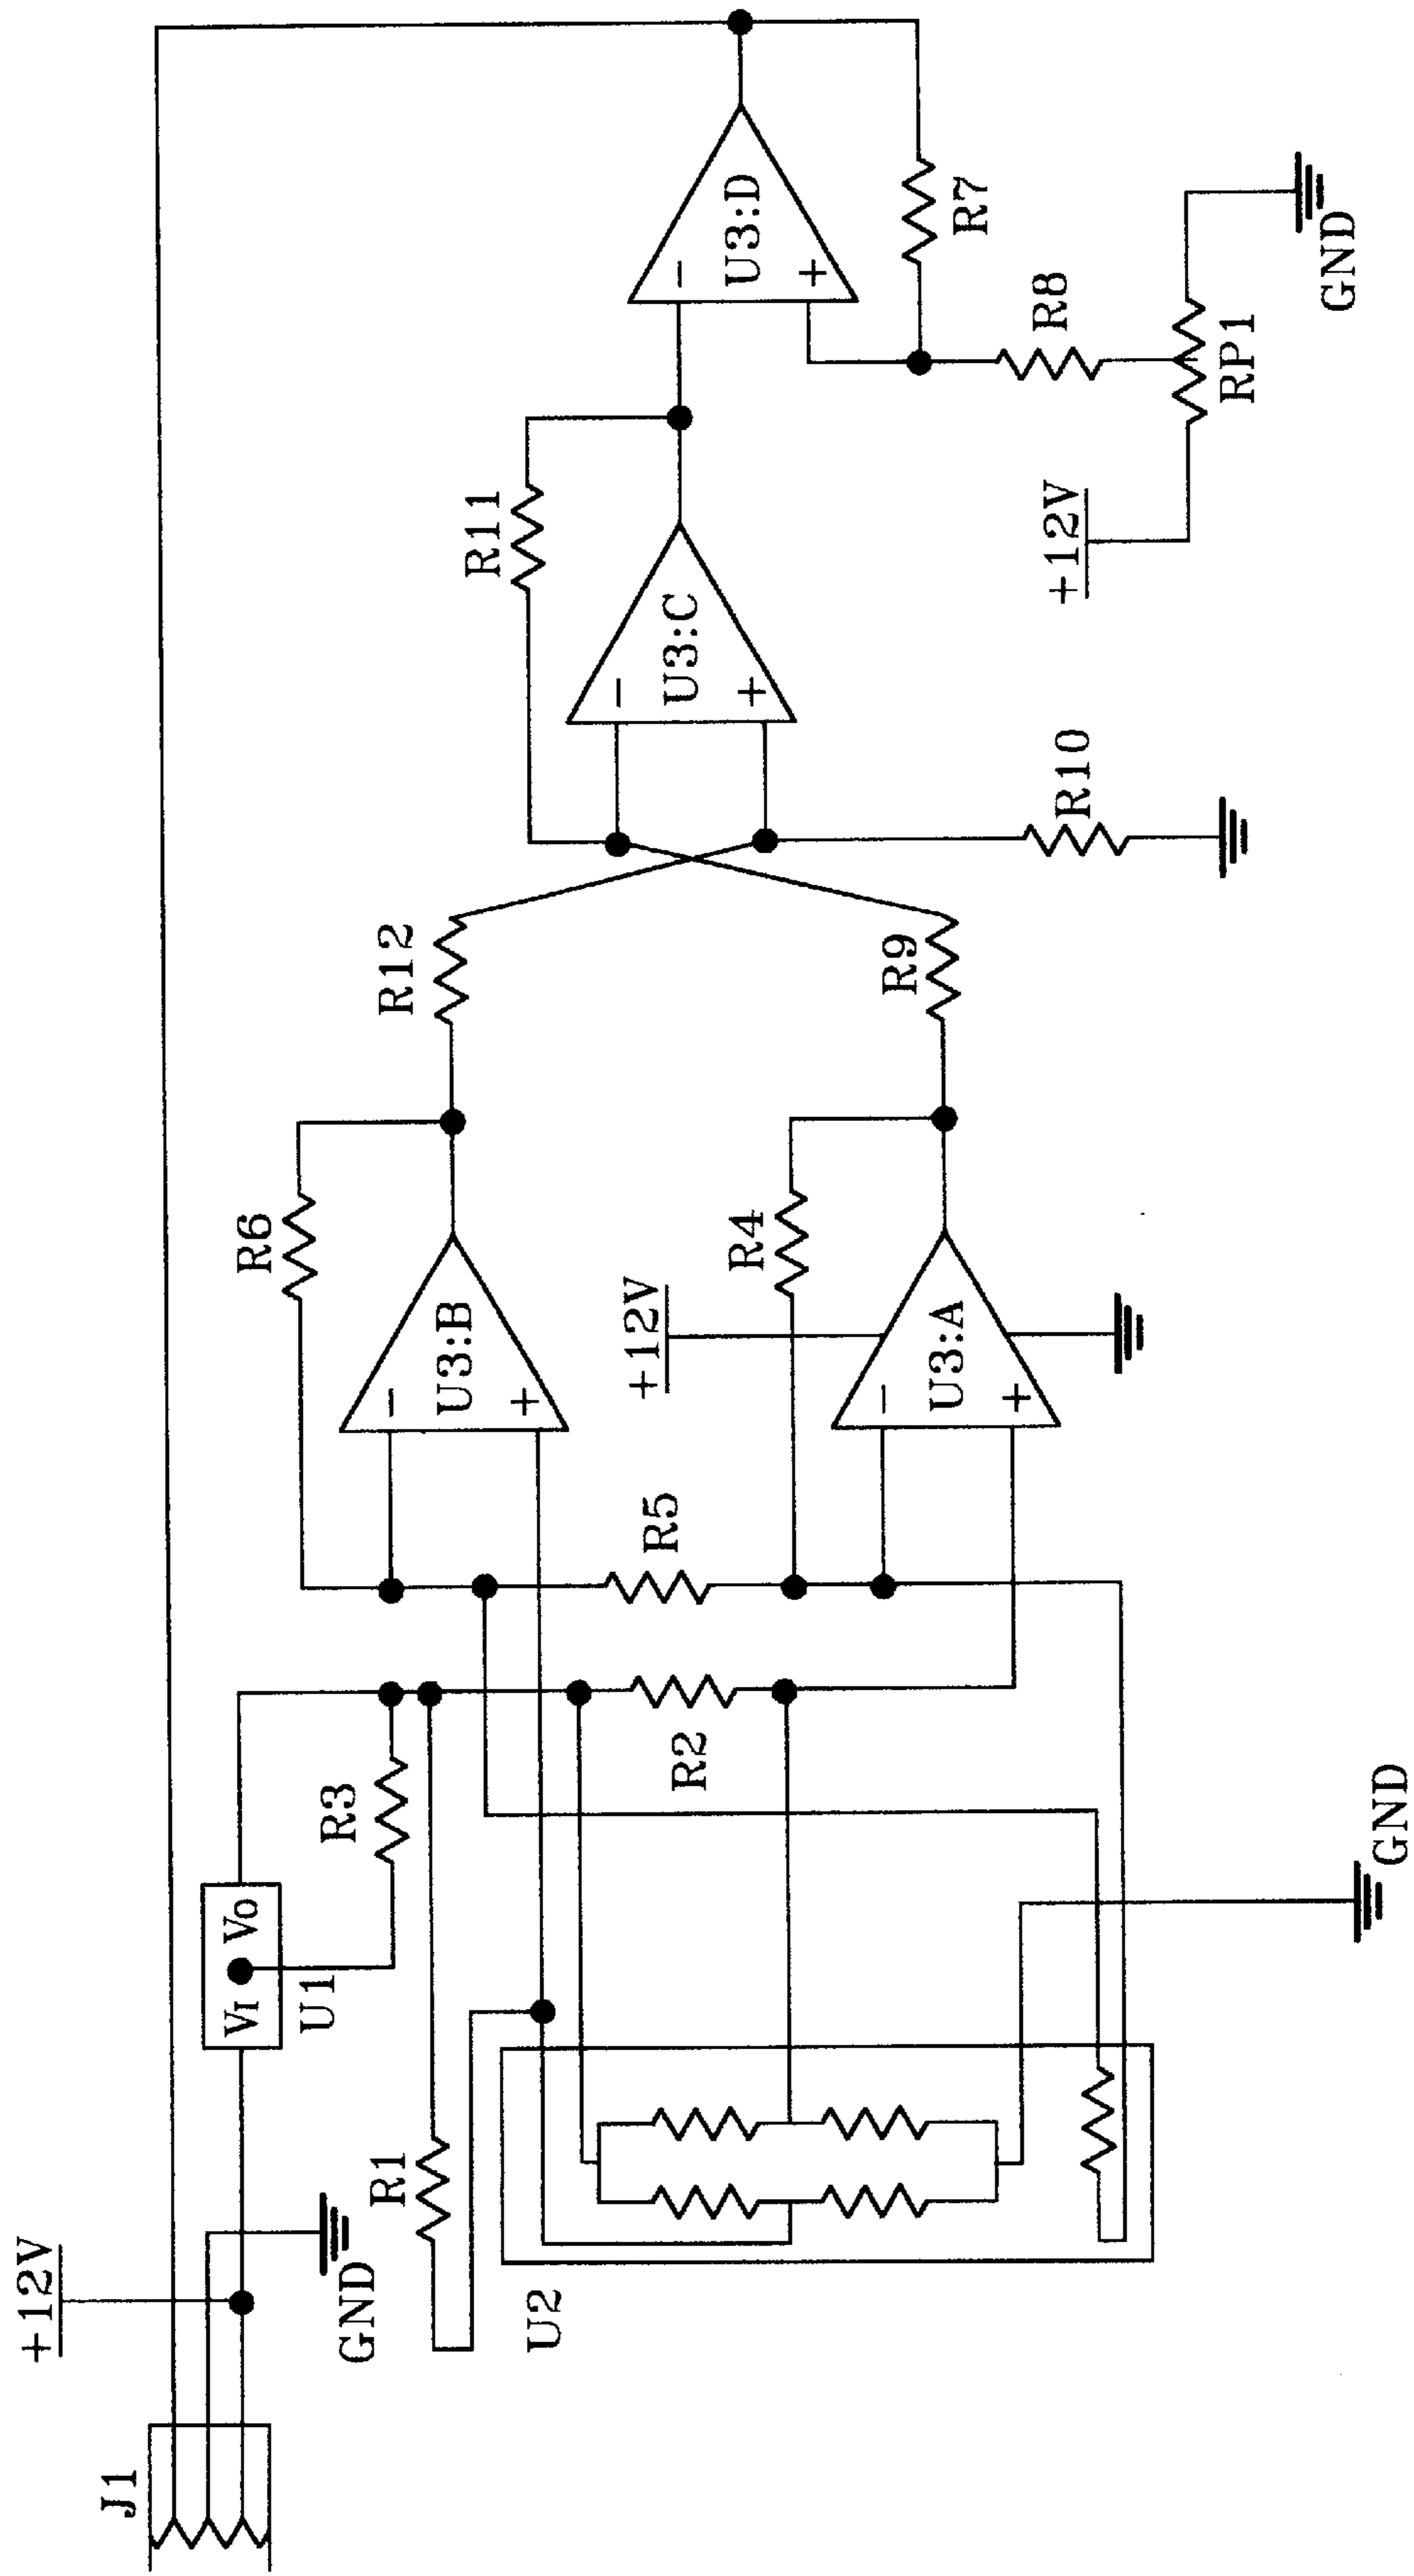 J1
+12V
GND
VI
VO
U1
R3
R1
U2
R2
GND
R6
U3:B
-
+
R5
+12V
R4
U3:A
-
+
R12
R9
R11
U3:C
-
+
R10
U3:D
-
+
R7
R8
+12V
RP1
GND